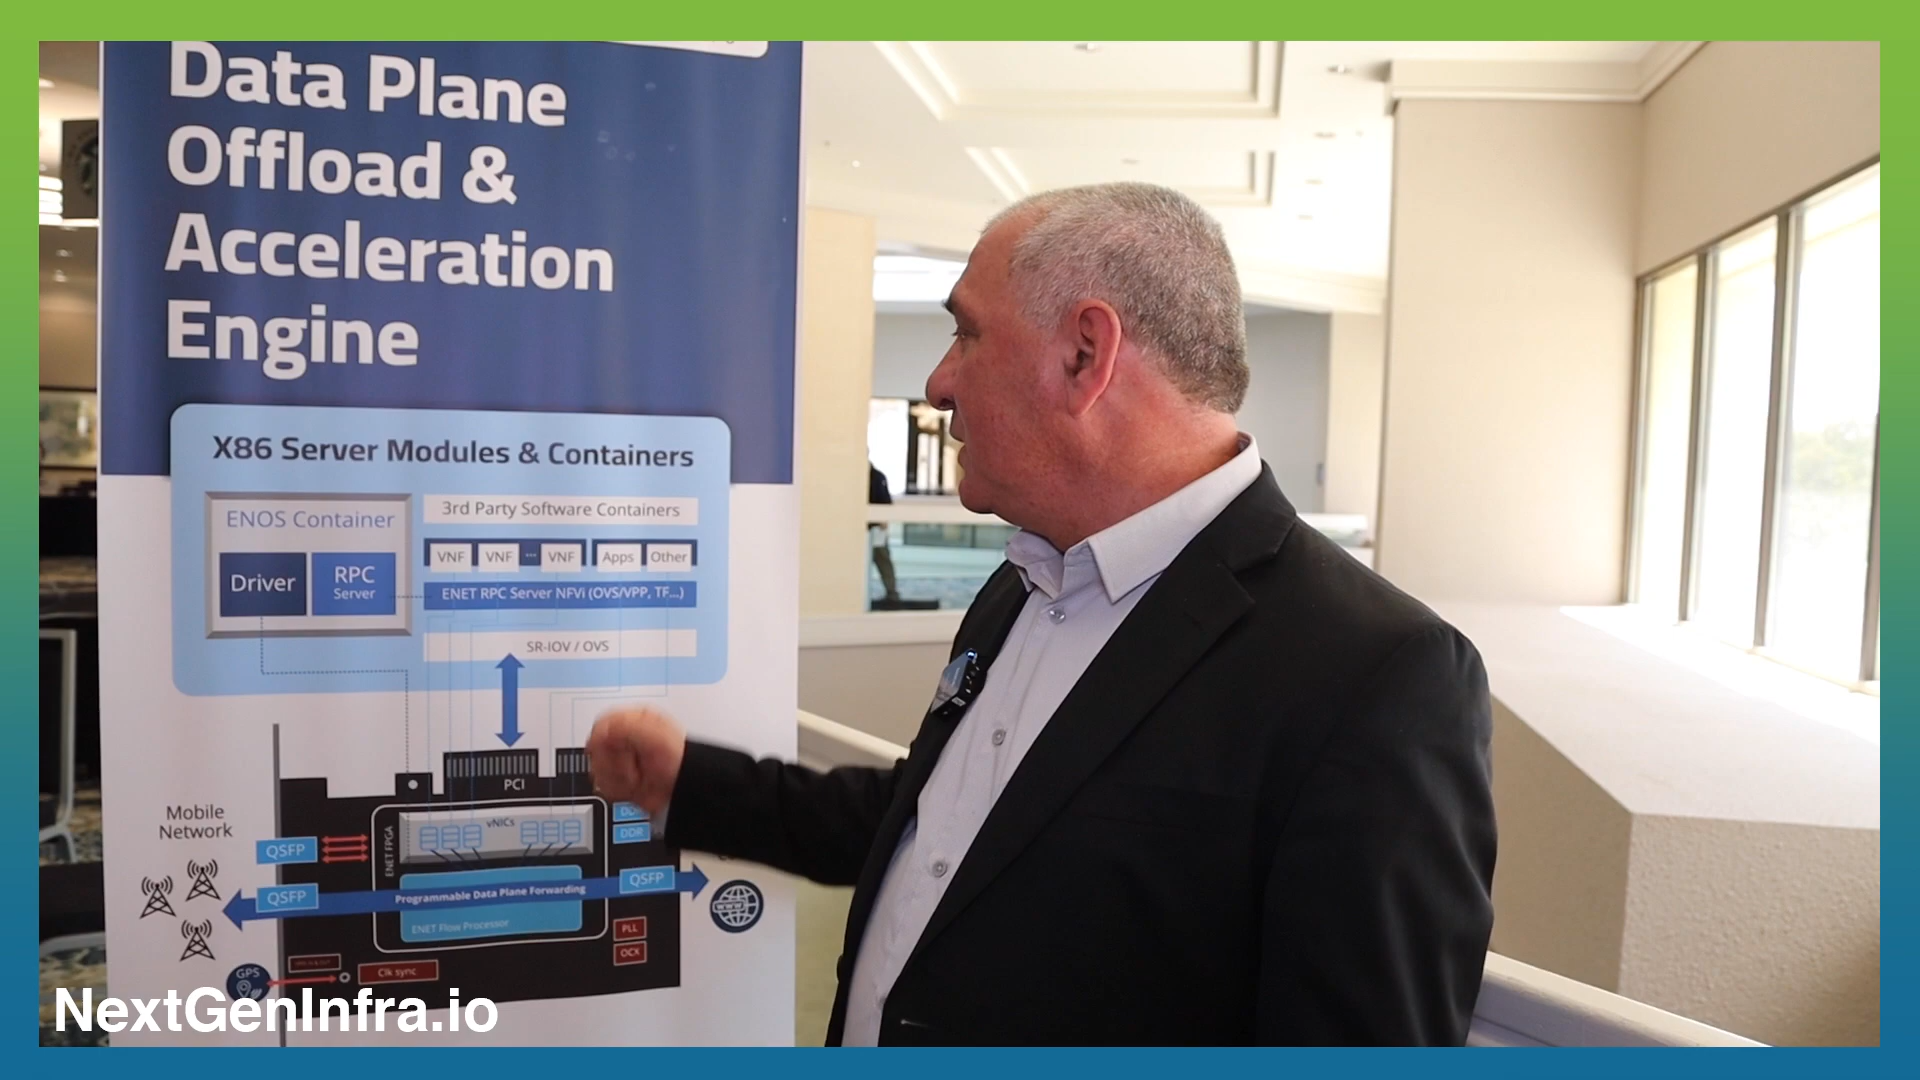 Data Plane
Offload &
Acceleration
Engine
X86 Server Modules & Containers
ENOS Container
Driver
RPC
Server
3rd Party Software Containers
VNF VNF ... VNF Apps Other
ENET RPC Server NFVi (OVS/VPP, TF...)
SR-IOV / OVS
PCI
Mobile
Network
QSFP
QSFP
ENET FPGA
vNICs
DDR
Programmable Data Plane Forwarding
QSFP
ENET Flow Processor
WWW
PLL
OCX
GPS
Clk sync
NextGenInfra.io